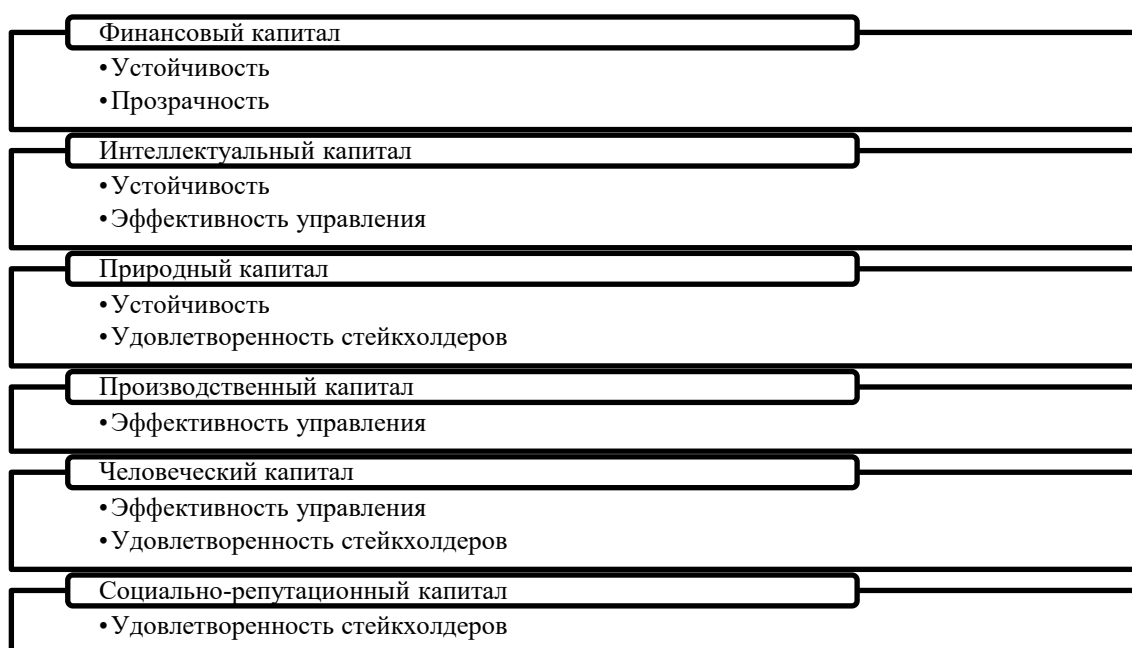 Финансовый капитал
•Устойчивость
•Прозрачность
Интеллектуальный капитал
•Устойчивость
•Эффективность управления
Природный капитал
•Устойчивость
•Удовлетворенность стейкхолдеров
Производственный капитал
•Эффективность управления
Человеческий капитал
•Эффективность управления
•Удовлетворенность стейкхолдеров
Социально-репутационный капитал
•Удовлетворенность стейкхолдеров